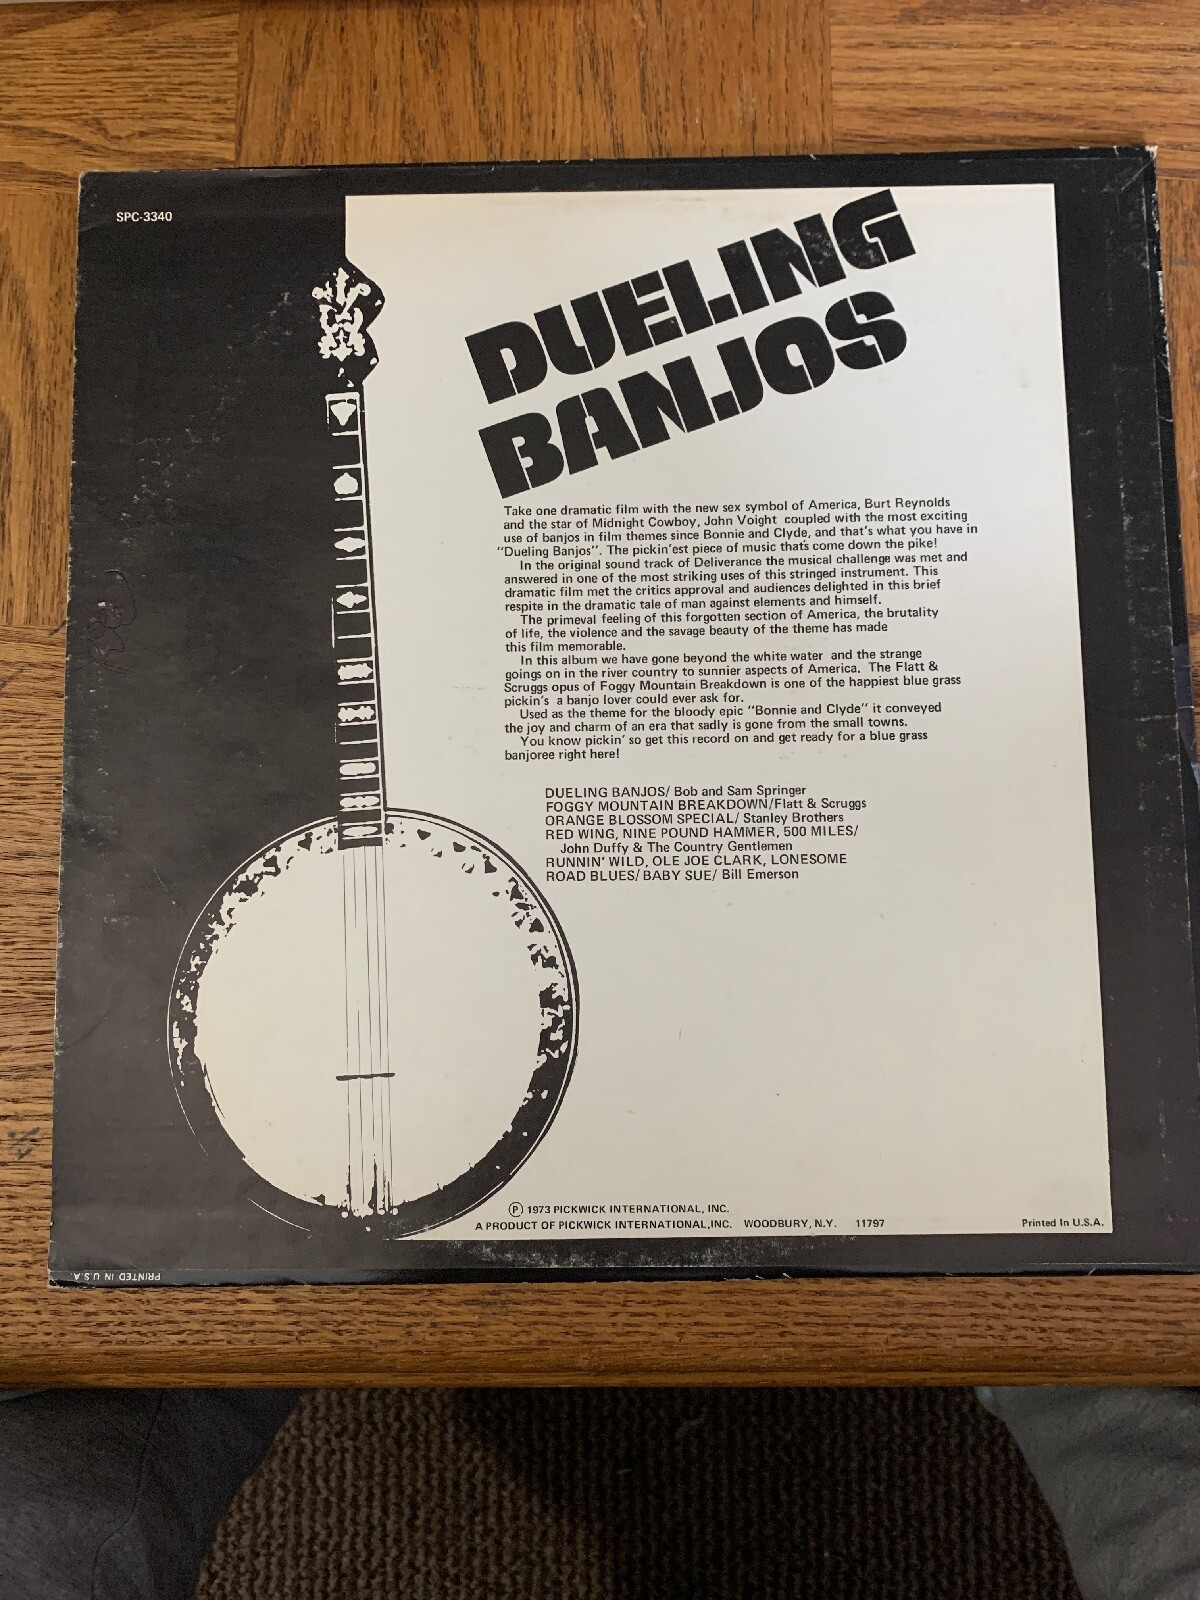 SPC-3340
DUELING
BANJOS
Take one dramatic film with the new sex symbol of America, Burt Reynolds
and the star of Midnight Cowboy, John Voight coupled with the most exciting
use of banjos in film themes since Bonnie and Clyde, and that's what you have in
"Dueling Banjos". The pickin'est piece of music that's come down the pike!
In the original sound track of Deliverance the musical challenge was met and
answered in one of the most striking uses of this stringed instrument. This
dramatic film met the critics approval and audiences delighted in this brief
respite in the dramatic tale of man against elements and himself.
The primeval feeling of this forgotten section of America, the brutality
of life, the violence and the savage beauty of the theme has made
this film memorable.
In this album we have gone beyond the white water and the strange
goings on in the river country to sunnier aspects of America. The Flatt &
Scruggs opus of Foggy Mountain Breakdown is one of the happiest blue grass
pickin's a banjo lover could ever ask for.
Used as the theme for the bloody epic "Bonnie and Clyde" it conveyed
the joy and charm of an era that sadly is gone from the small towns.
You know pickin' so get this record on and get ready for a blue grass
banjoree right here!
DUELING BANJOS/ Bob and Sam Springer
FOGGY MOUNTAIN BREAKDOWN/Flatt & Scruggs
ORANGE BLOSSOM SPECIAL/ Stanley Brothers
RED WING, NINE POUND HAMMER, 500 MILES/
John Duffy & The Country Gentlemen
RUNNIN' WILD, OLE JOE CLARK, LONESOME
ROAD BLUES/ BABY SUE/ Bill Emerson
Ⓟ 1973 PICKWICK INTERNATIONAL, INC.
A PRODUCT OF PICKWICK INTERNATIONAL,INC. WOODBURY, N.Y. 11797
Printed In U.S.A.
PRINTED IN U.S.A.